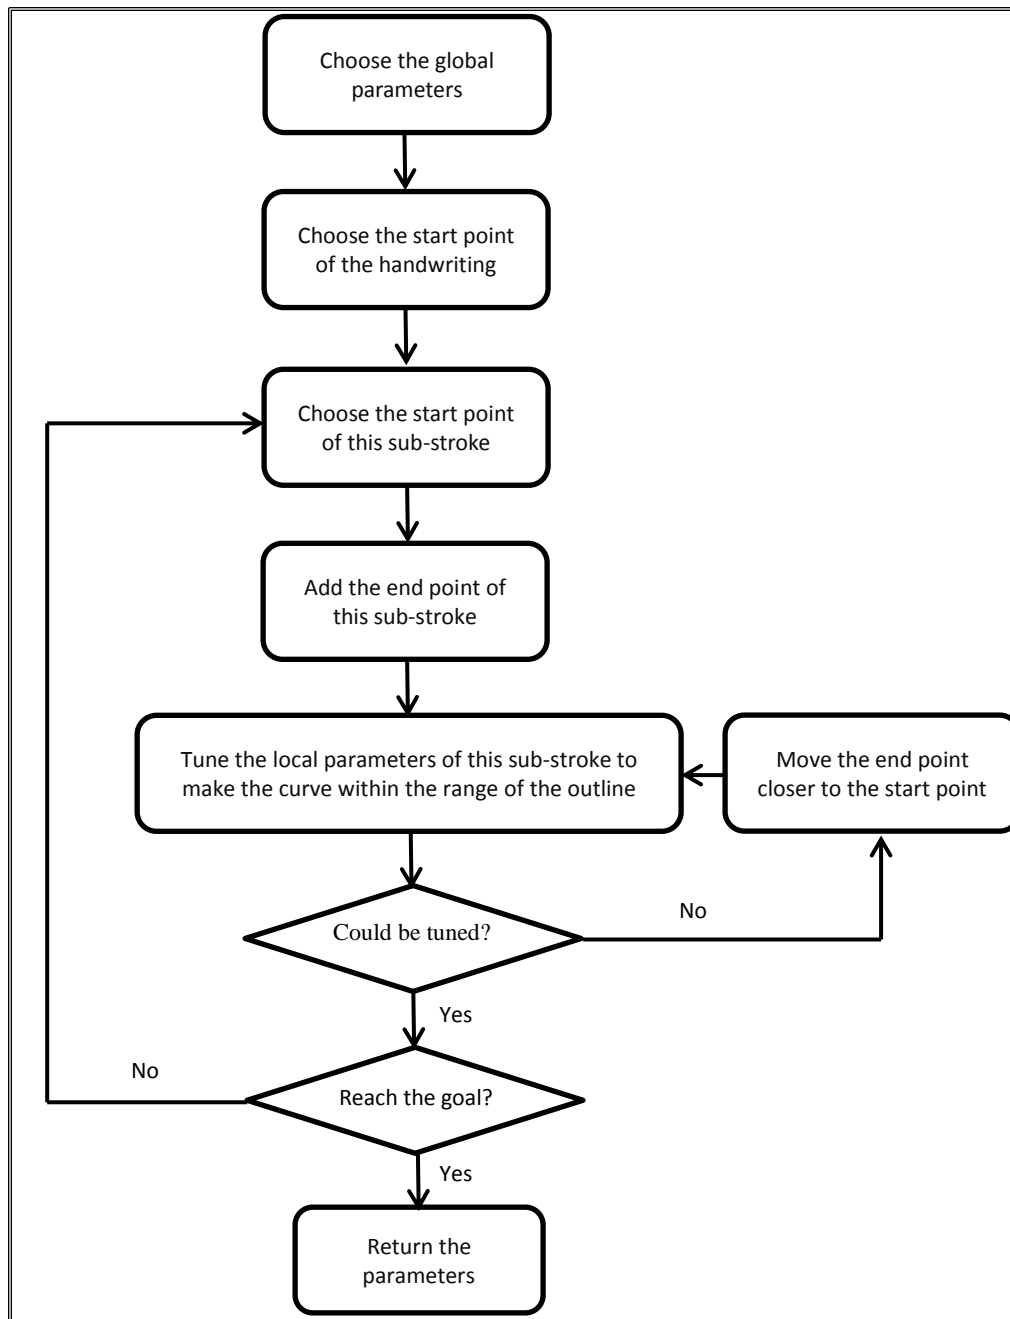 Choose the global
parameters
Choose the start point
of the handwriting
Choose the start point
of this sub-stroke
Add the end point of
this sub-stroke
Tune the local parameters of this sub-stroke to
make the curve within the range of the outline
Move the end point
closer to the start point
Could be tuned?
No
Yes
No
Reach the goal?
Yes
Return the
parameters